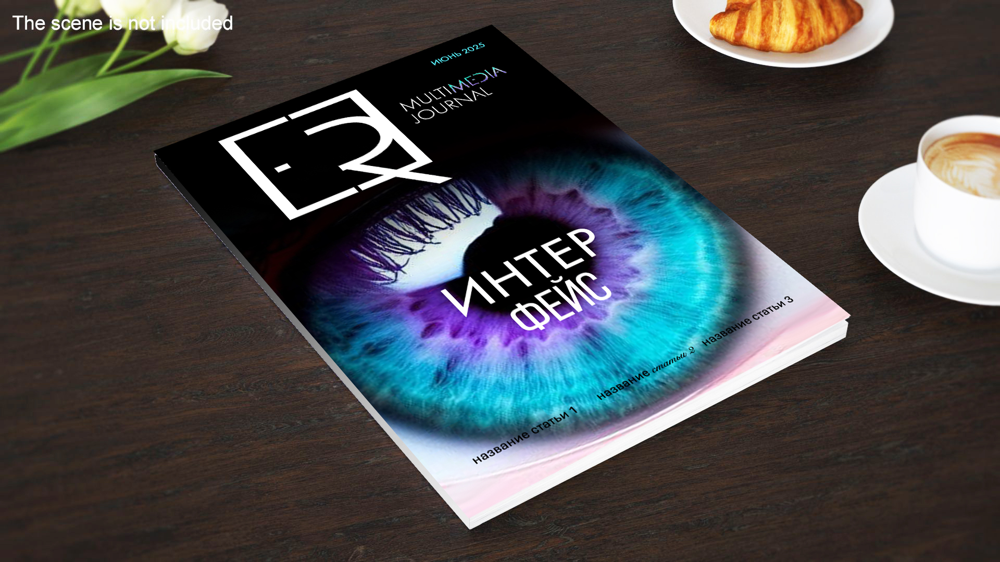 The scene is not included
ИЮНЬ 2025
MULTIMEDIA
JOURNAL
ER
ИНТЕР
ФЕЙС
название статьи 1
название статьи 2
название статьи 3